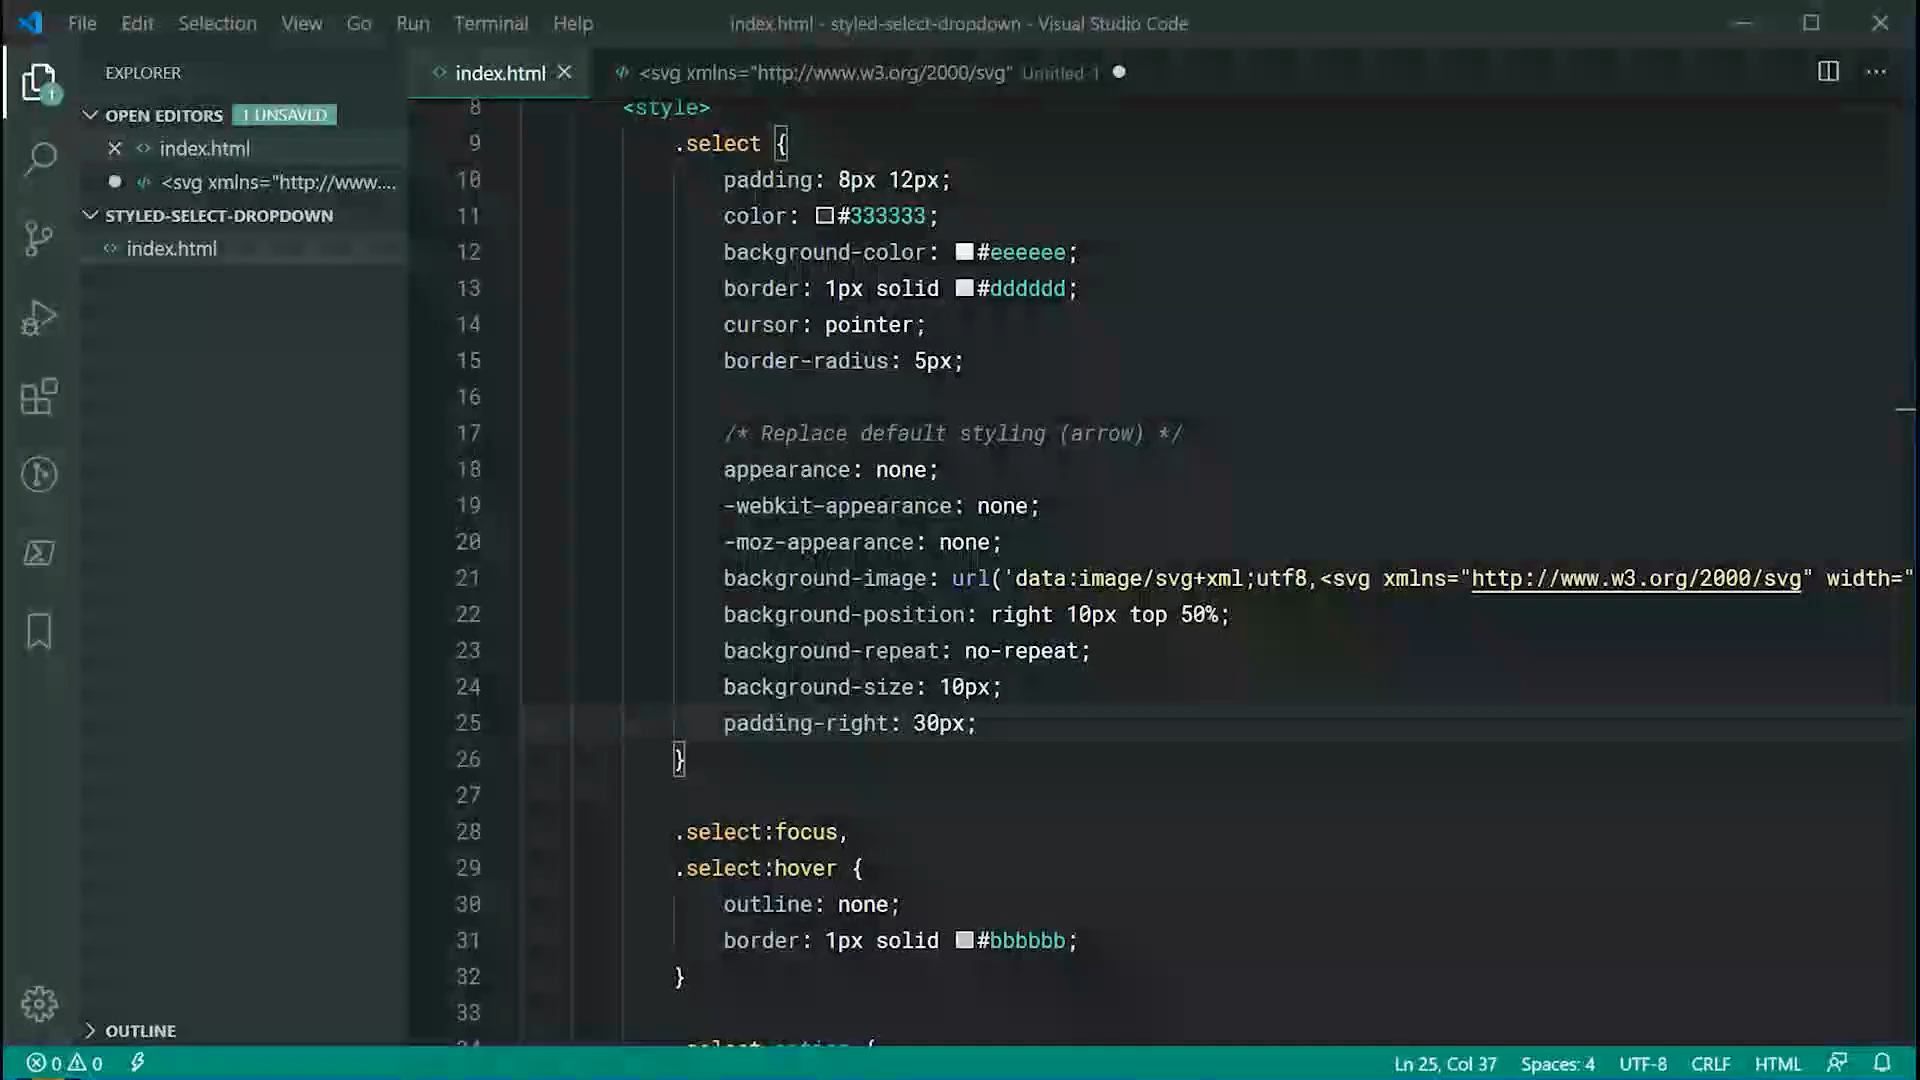 File Edit Selection View Go Run Terminal Help
index.html - styled-select-dropdown - Visual Studio Code
EXPLORER
1
OPEN EDITORS 1 UNSAVED
index.html
<svg xmlns="http://www....
STYLED-SELECT-DROPDOWN
index.html
OUTLINE
index.html
<svg xmlns="http://www.w3.org/2000/svg" Untitled-1
8 <style>
9 .select {
10 padding: 8px 12px;
11 color: #333333;
12 background-color: #eeeeee;
13 border: 1px solid #dddddd;
14 cursor: pointer;
15 border-radius: 5px;
16
17 /* Replace default styling (arrow) */
18 appearance: none;
19 -webkit-appearance: none;
20 -moz-appearance: none;
21 background-image: url('data:image/svg+xml;utf8,<svg xmlns="http://www.w3.org/2000/svg" width="
22 background-position: right 10px top 50%;
23 background-repeat: no-repeat;
24 background-size: 10px;
25 padding-right: 30px;
26 }
27
28 .select:focus,
29 .select:hover {
30 outline: none;
31 border: 1px solid #bbbbbb;
32 }
33
0 0
Ln 25, Col 37 Spaces: 4 UTF-8 CRLF HTML